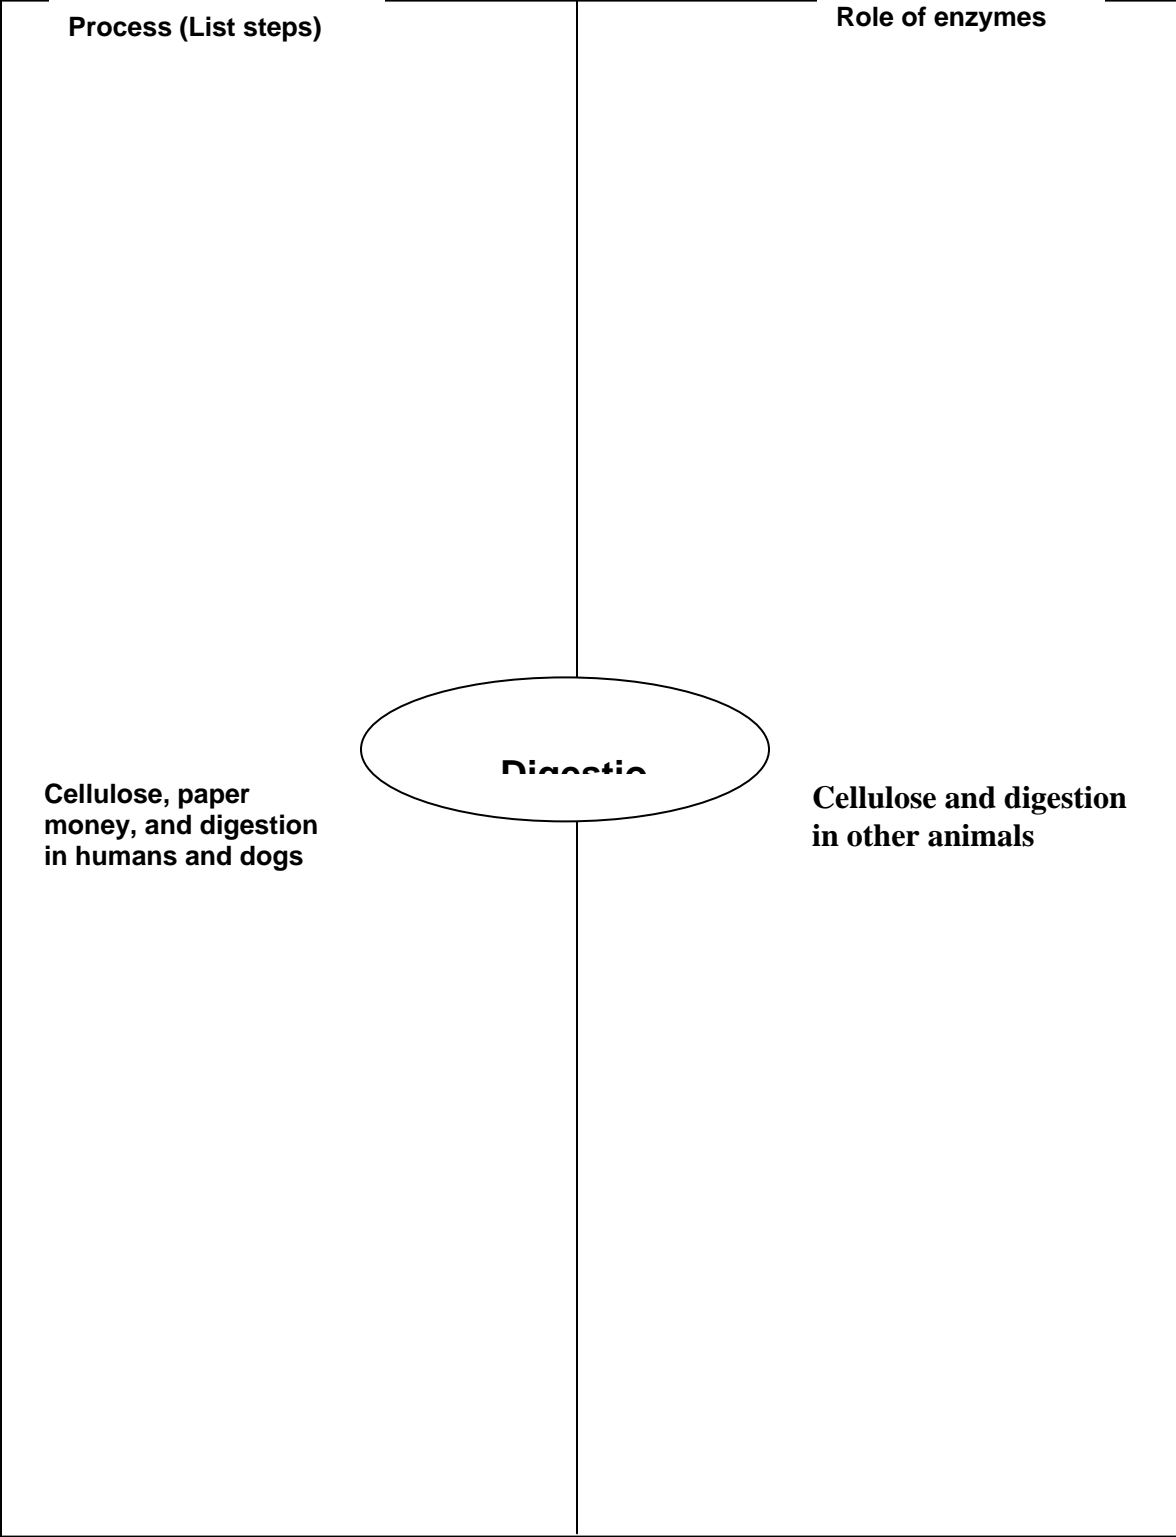 Process (List steps)
Role of enzymes
Digestio
Cellulose, paper
money, and digestion
in humans and dogs
Cellulose and digestion
in other animals